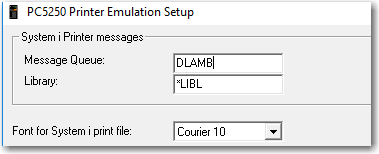 PC5250 Printer Emulation Setup
System i Printer messages
Message Queue: DLAMB
Library: *LIBL
Font for System i print file: Courier 10